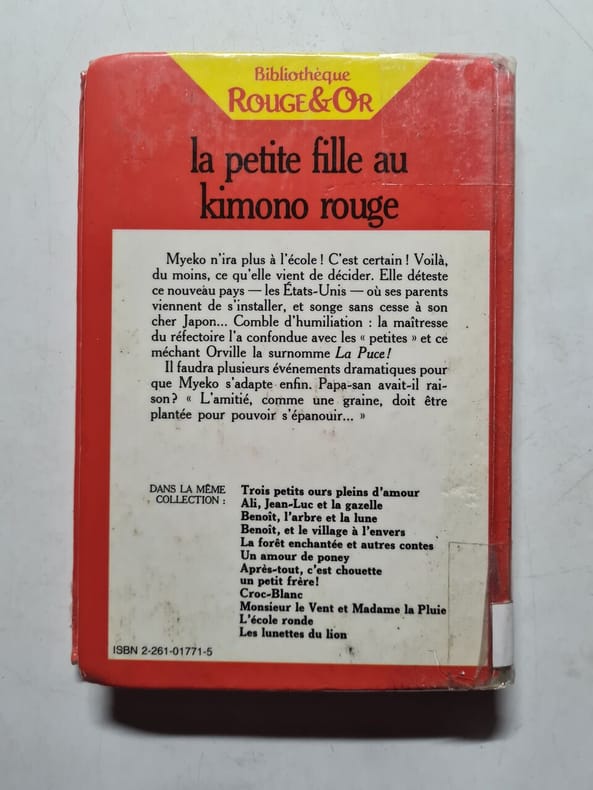 Bibliothèque
ROUGE&OR
la petite fille au
kimono rouge
Myeko n'ira plus à l'école ! C'est certain ! Voilà,
du moins, ce qu'elle vient de décider. Elle déteste
ce nouveau pays — les États-Unis — où ses parents
viennent de s'installer, et songe sans cesse à son
cher Japon... Comble d'humiliation : la maîtresse
du réfectoire l'a confondue avec les « petites » et ce
méchant Orville la surnomme La Puce !
Il faudra plusieurs événements dramatiques pour
que Myeko s'adapte enfin. Papa-san avait-il rai-
son? « L'amitié, comme une graine, doit être
plantée pour pouvoir s'épanouir... »
DANS LA MÊME
COLLECTION :
Trois petits ours pleins d'amour
Ali, Jean-Luc et la gazelle
Benoît, l'arbre et la lune
Benoît, et le village à l'envers
La forêt enchantée et autres contes
Un amour de poney
Après-tout, c'est chouette
un petit frère!
Croc-Blanc
Monsieur le Vent et Madame la Pluie
L'école ronde
Les lunettes du lion
ISBN 2-261-01771-5